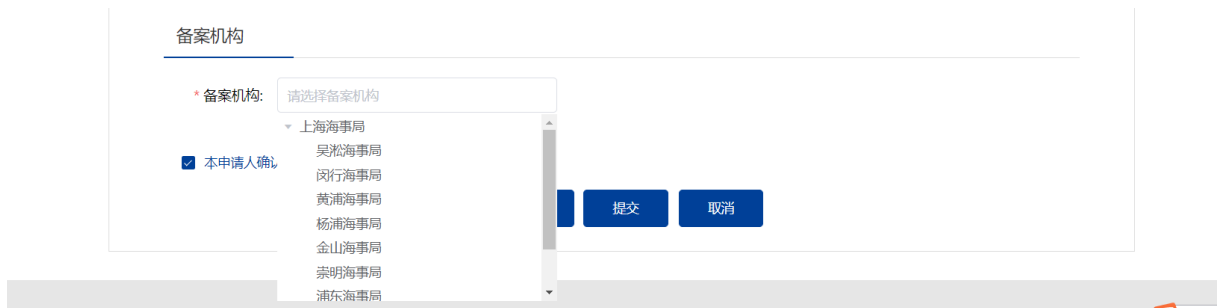 备案机构
* 备案机构:
请选择备案机构
上海海事局
吴淞海事局
本申请人确认
闵行海事局
黄浦海事局
提交
取消
杨浦海事局
金山海事局
崇明海事局
浦东海事局